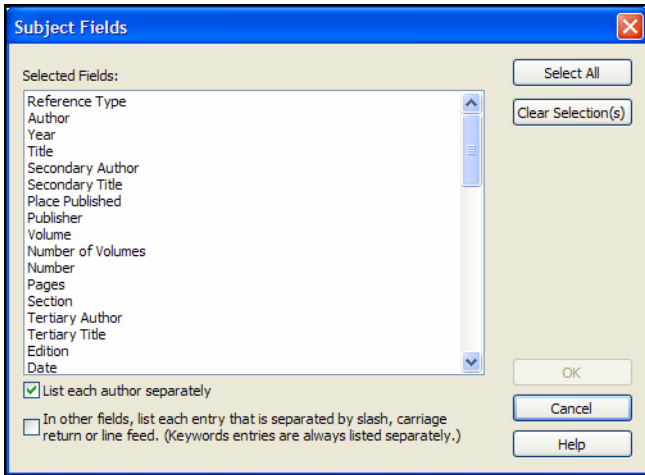 Subject Fields
Selected Fields:
Reference Type
Author
Year
Title
Secondary Author
Secondary Title
Place Published
Publisher
Volume
Number of Volumes
Number
Pages
Section
Tertiary Author
Tertiary Title
Edition
Date
List each author separately
In other fields, list each entry that is separated by slash, carriage
return or line feed. (Keywords entries are always listed separately.)
Select All
Clear Selection(s)
OK
Cancel
Help